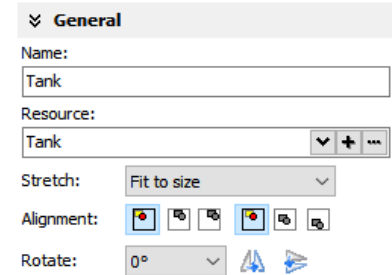 General
Name:
Tank
Resource:
Tank
Stretch: Fit to size
Alignment:
Rotate: 0°